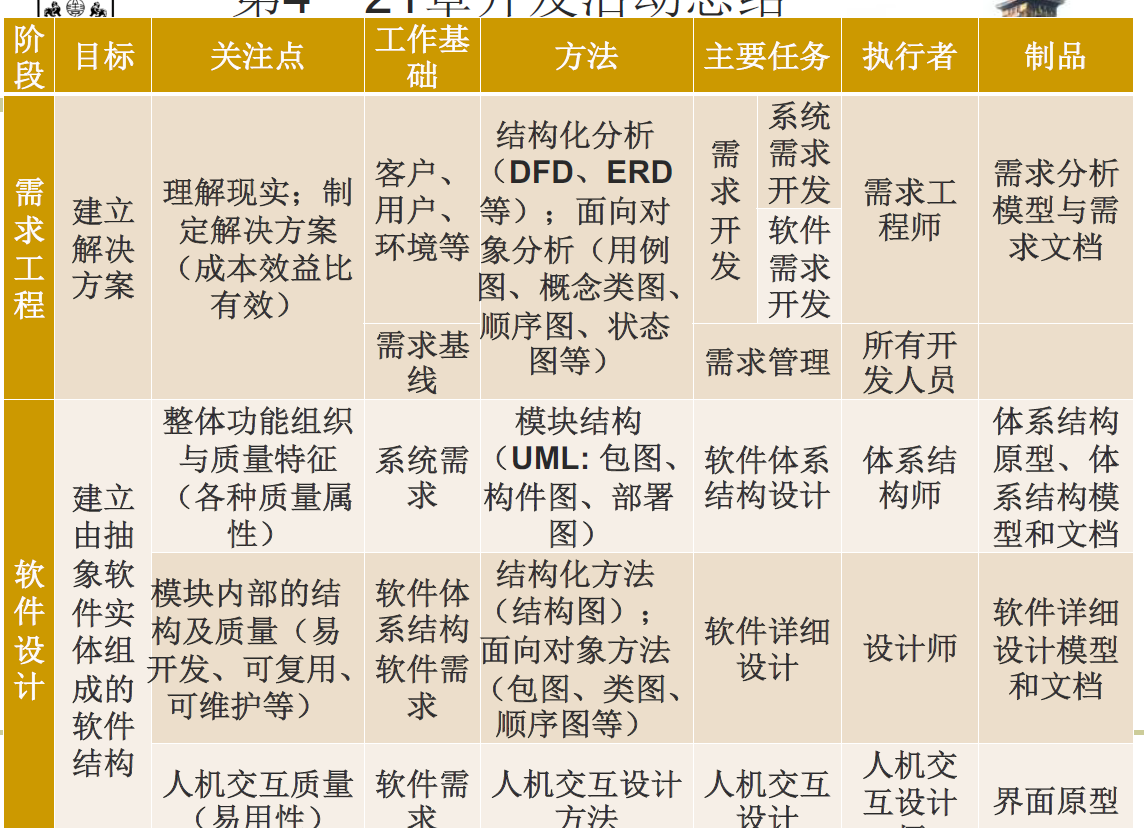 第4 21章开发活动总结
阶段
目标
关注点
工作基
础
方法
主要任务
执行者
制品
需求工程
建立
解决
方案
理解现实；制
定解决方案
（成本效益比
有效）
客户、
用户、
环境等
结构化分析
（DFD、ERD
等）；面向对
象分析（用例
图、概念类图、
顺序图、状态
图等）
需求开发
系统
需求
开发
软件
需求
开发
需求工
程师
需求分析
模型与需
求文档
需求基
线
需求管理
所有开
发人员
软件设计
建立
由抽
象软
件实
体组
成的
软件
结构
整体功能组织
与质量特征
（各种质量属
性）
系统需
求
模块结构
（UML: 包图、
构件图、部署
图）
软件体系
结构设计
体系结
构师
体系结构
原型、体
系结构模
型和文档
模块内部的结
构及质量（易
开发、可复用、
可维护等）
软件体
系结构
软件需
求
结构化方法
（结构图）；
面向对象方法
（包图、类图、
顺序图等）
软件详细
设计
设计师
软件详细
设计模型
和文档
人机交互质量
（易用性）
软件需
求
人机交互设计
方法
人机交互
设计
人机交
互设计
界面原型